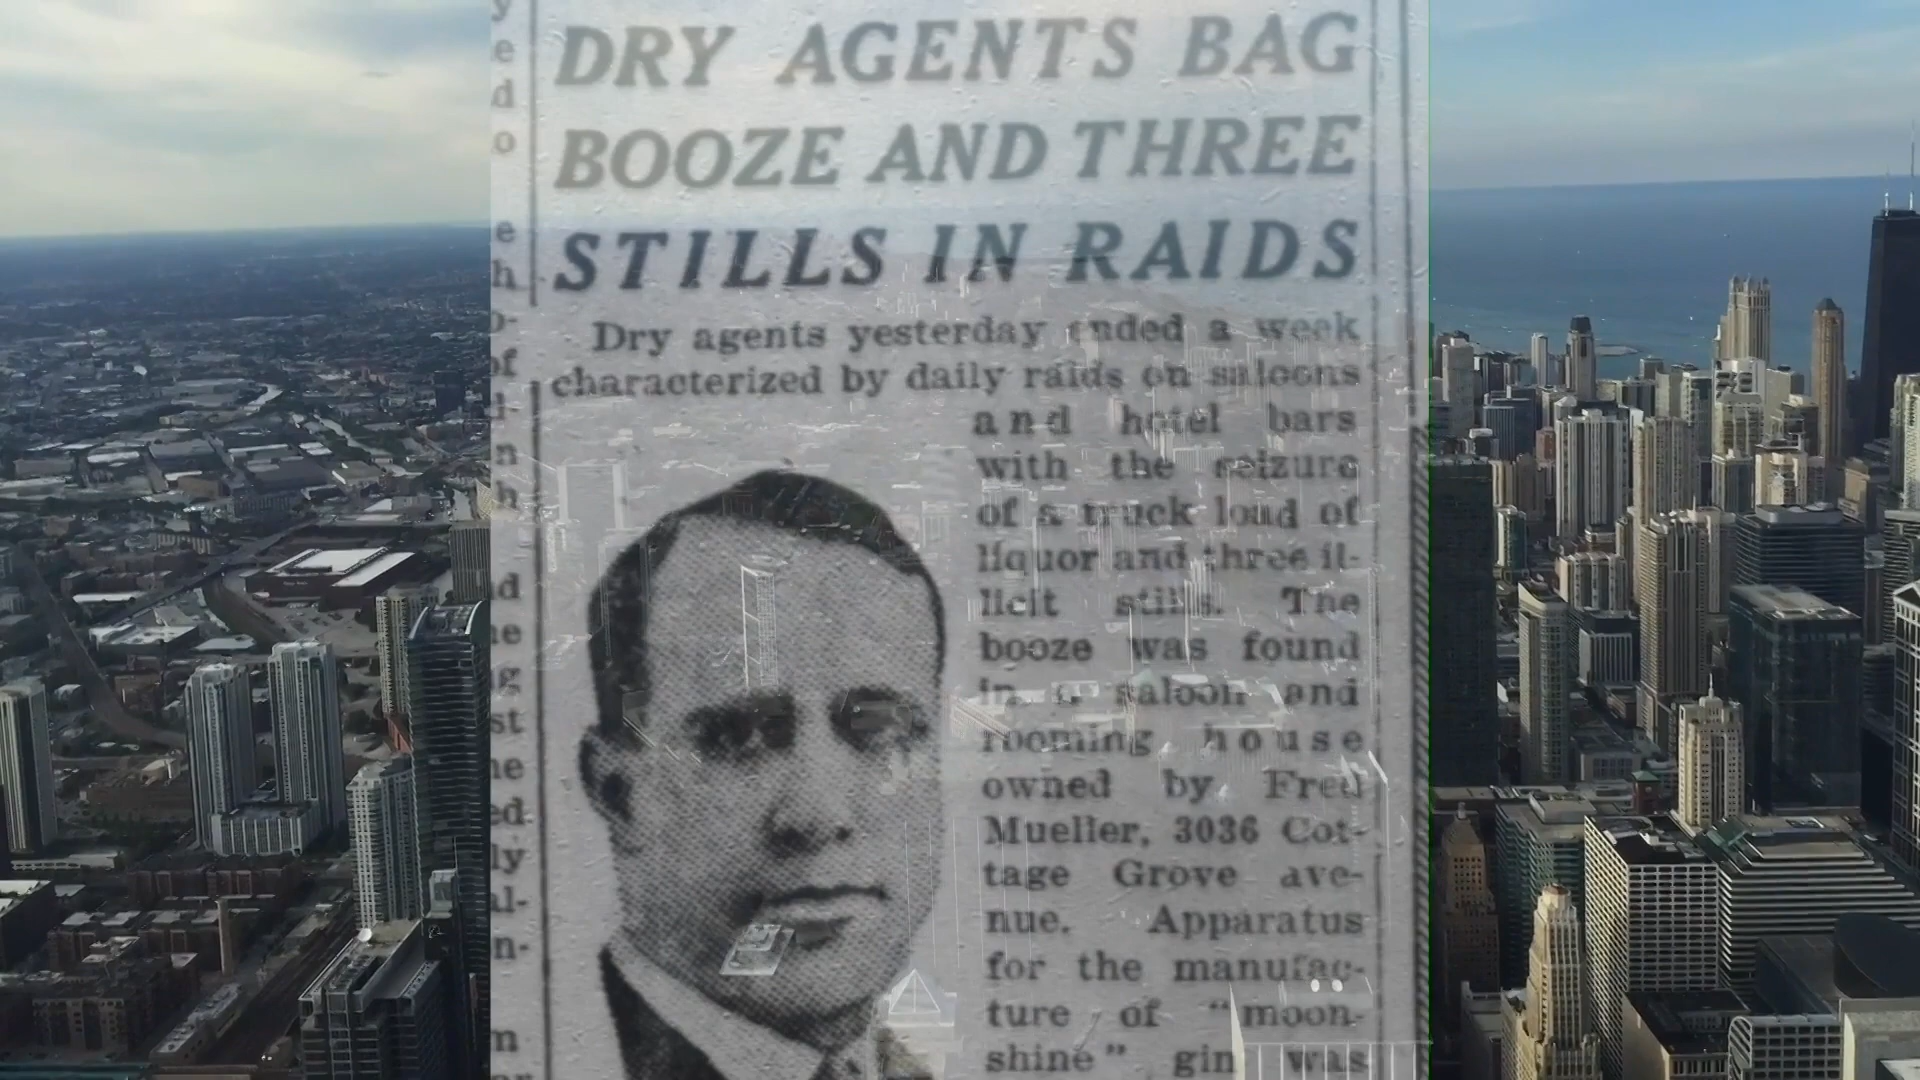 DRY AGENTS BAG
BOOZE AND THREE
STILLS IN RAIDS
Dry agents yesterday ended a week
characterized by daily raids on saloons
and hotel bars
with the seizure
of a truck load of
liquor and three il-
licit stills. The
booze was found
in a saloon and
rooming house
owned by Fred
Mueller, 3036 Cot-
tage Grove ave-
nue. Apparatus
for the manufac-
ture of "moon-
shine" gin was